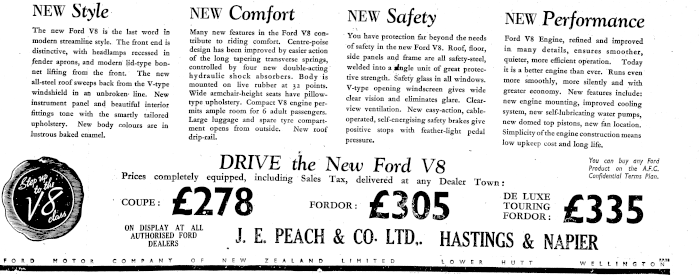 NEW Style
The new Ford V8 is the last word in
modern streamline style. The front end is
distinctive, with headlamps recessed in
fender aprons, and modern lid-type bon-
net lifting from the front. The new
all-steel roof sweeps back from the V-type
windshield in an unbroken line. New
instrument panel and beautiful interior
fittings tone with the smartly tailored
upholstery. New body colours are in
lustrous baked enamel.
NEW Comfort
Many new features in the Ford V8 con-
tribute to riding comfort. Centre-poise
design has been improved by easier action
of the long tapering transverse springs,
controlled by four new double-acting
hydraulic shock absorbers. Body is
mounted on live rubber at 32 points.
Wide armchair-height seats have pillow-
type upholstery. Compact V8 engine per-
mits ample room for 6 adult passengers.
Large luggage and spare tyre compart-
ment opens from outside. New roof
drip-rail.
NEW Safety
You have protection far beyond the needs
of safety in the new Ford V8. Roof, floor,
side panels and frame are all safety-steel,
welded into a single unit of great protec-
tive strength. Safety glass in all windows.
V-type opening windscreen gives wide
clear vision and eliminates glare. Clear-
view ventilation. New easy-action, cable-
operated, self-energising safety brakes give
positive stops with feather-light pedal
pressure.
NEW Performance
Ford V8 Engine, refined and improved
in many details, ensures smoother,
quieter, more efficient operation. Today
it is a better engine than ever. Runs even
more smoothly, more silently and with
greater economy. New features include:
new engine mounting, improved cooling
system, new self-lubricating water pumps,
new domed top pistons, new fan location.
Simplicity of the engine construction means
low upkeep cost and long life.
You can buy any Ford
Product on the A.F.C.
Confidential Terms Plan.
DRIVE the New Ford V8
Prices completely equipped, including Sales Tax, delivered at any Dealer Town:
Step up
to the
V8
class
COUPE: £278 FORDOR: £305 DE LUXE TOURING FORDOR: £335
ON DISPLAY AT ALL
AUTHORISED FORD
DEALERS
J. E. PEACH & CO. LTD., HASTINGS & NAPIER
FORD MOTOR COMPANY OF NEW ZEALAND LIMITED LOWER HUTT WELLINGTON